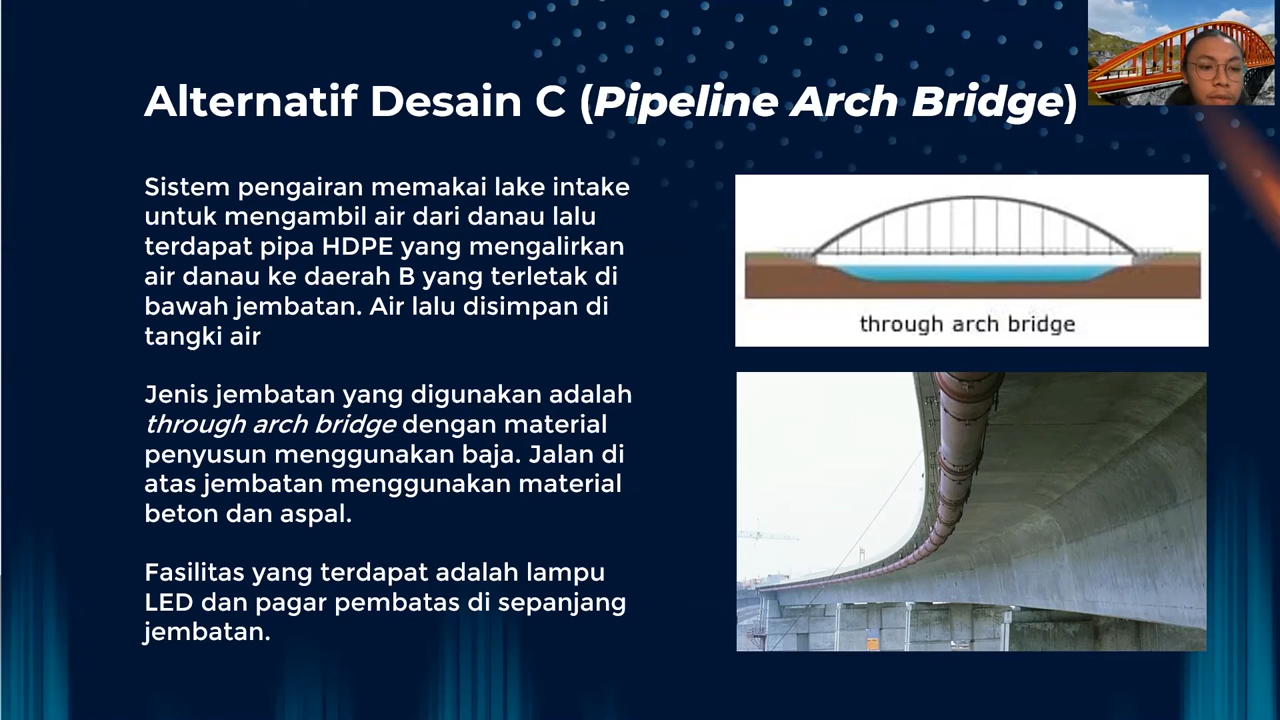 Alternatif Desain C (Pipeline Arch Bridge)
Sistem pengairan memakai lake intake
untuk mengambil air dari danau lalu
terdapat pipa HDPE yang mengalirkan
air danau ke daerah B yang terletak di
bawah jembatan. Air lalu disimpan di
tangki air
Jenis jembatan yang digunakan adalah
through arch bridge dengan material
penyusun menggunakan baja. Jalan di
atas jembatan menggunakan material
beton dan aspal.
Fasilitas yang terdapat adalah lampu
LED dan pagar pembatas di sepanjang
jembatan.
through arch bridge